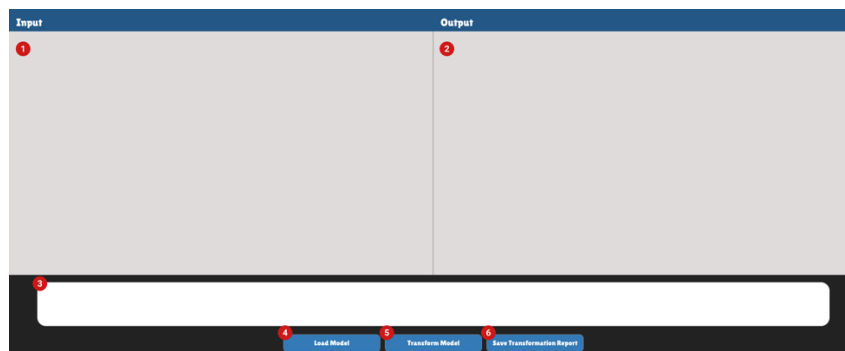 Input Output
1 2
3
4 5 6
Load Model Transform Model Save Transformation Report